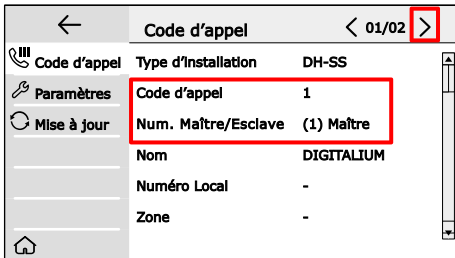 Code d'appel
01/02
Code d'appel
Paramètres
Mise à jour
Type d'installation DH-SS
Code d'appel 1
Num. Maître/Esclave (1) Maître
Nom DIGITALIUM
Numéro Local -
Zone -